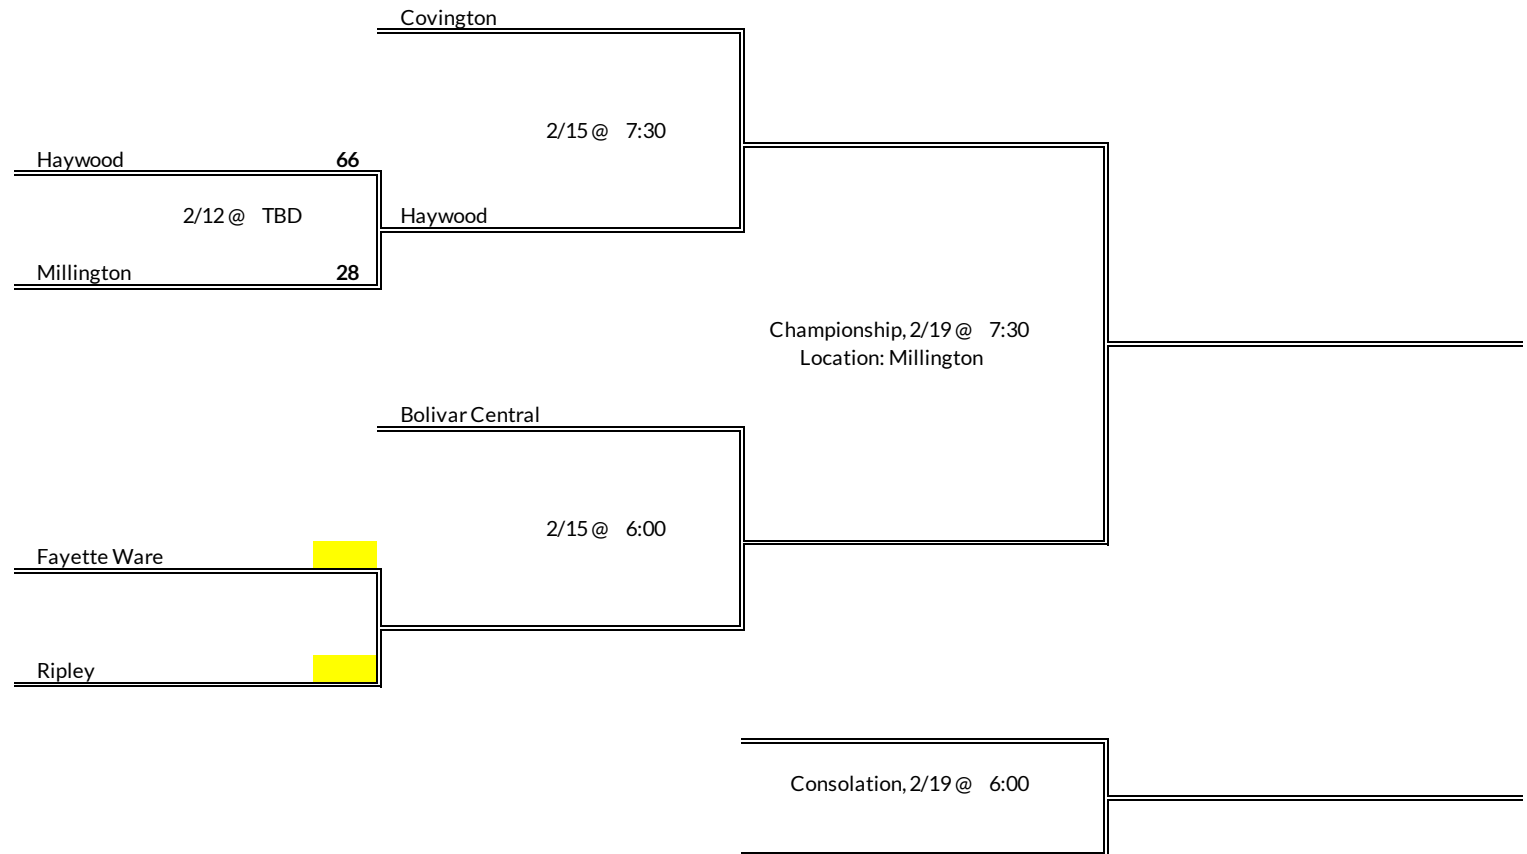 Covington
2/15 @ 7:30
Haywood 66
2/12 @ TBD
Haywood
Millington 28
Championship, 2/19 @ 7:30
Location: Millington
Bolivar Central
2/15 @ 6:00
Fayette Ware
Ripley
Consolation, 2/19 @ 6:00